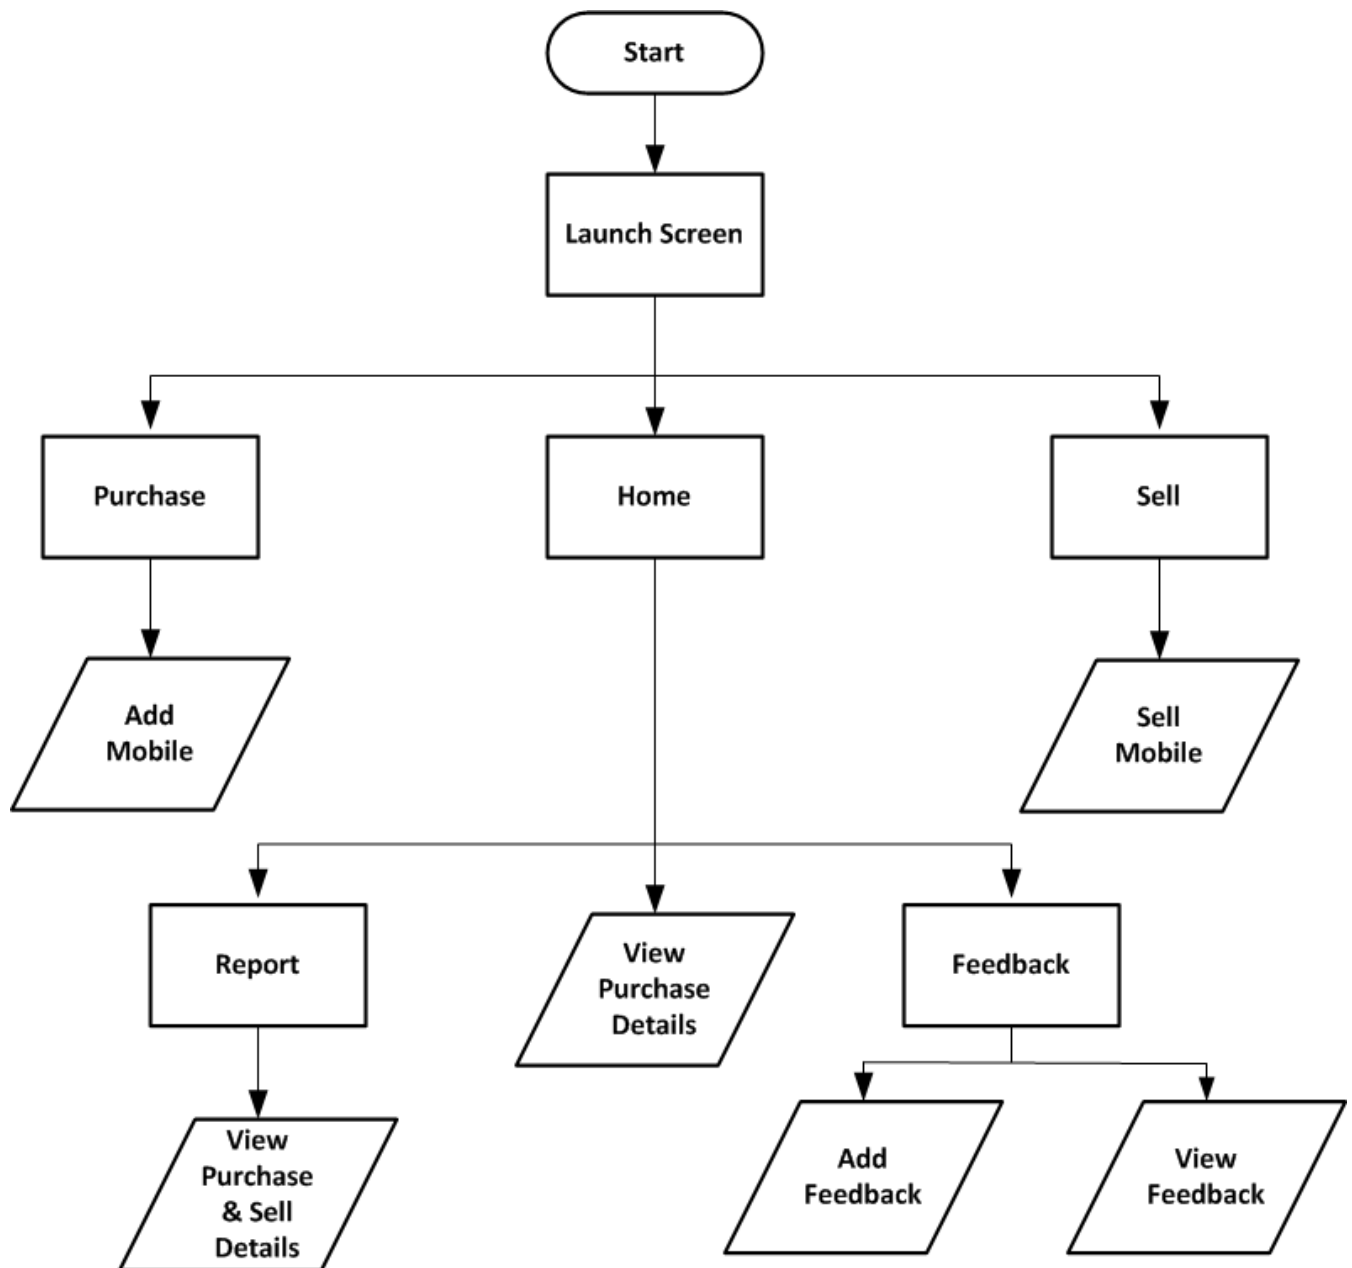 Start
Launch Screen
Purchase
Home
Sell
Add
Mobile
Sell
Mobile
Report
View
Purchase
Details
Feedback
View
Purchase
& Sell
Details
Add
Feedback
View
Feedback